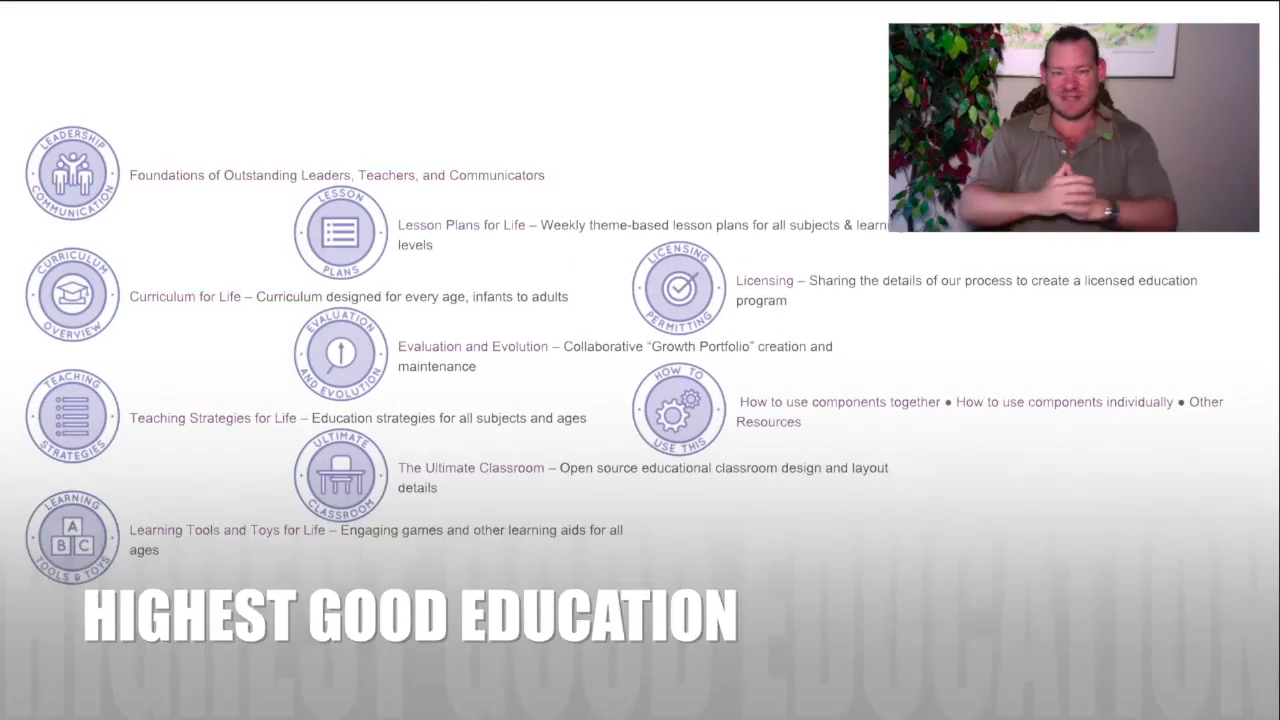 LEADERSHIP
COMMUNICATION
Foundations of Outstanding Leaders, Teachers, and Communicators
LESSON
PLANS
Lesson Plans for Life – Weekly theme-based lesson plans for all subjects &
levels
CURRICULUM
OVERVIEW
Curriculum for Life – Curriculum designed for every age, infants to adults
LICENSING
PERMITTING
Licensing – Sharing the details of our process to create a licensed education
program
EVALUATION
AND EVOLUTION
Evaluation and Evolution – Collaborative “Growth Portfolio” creation and
maintenance
TEACHING
STRATEGIES
Teaching Strategies for Life – Education strategies for all subjects and ages
HOW TO
USE THIS
How to use components together ● How to use components individually ● Other
Resources
ULTIMATE
CLASSROOM
The Ultimate Classroom – Open source educational classroom design and layout
details
LEARNING
TOOLS & TOYS
A
B C
Learning Tools and Toys for Life – Engaging games and other learning aids for all
ages
HIGHEST GOOD EDUCATION